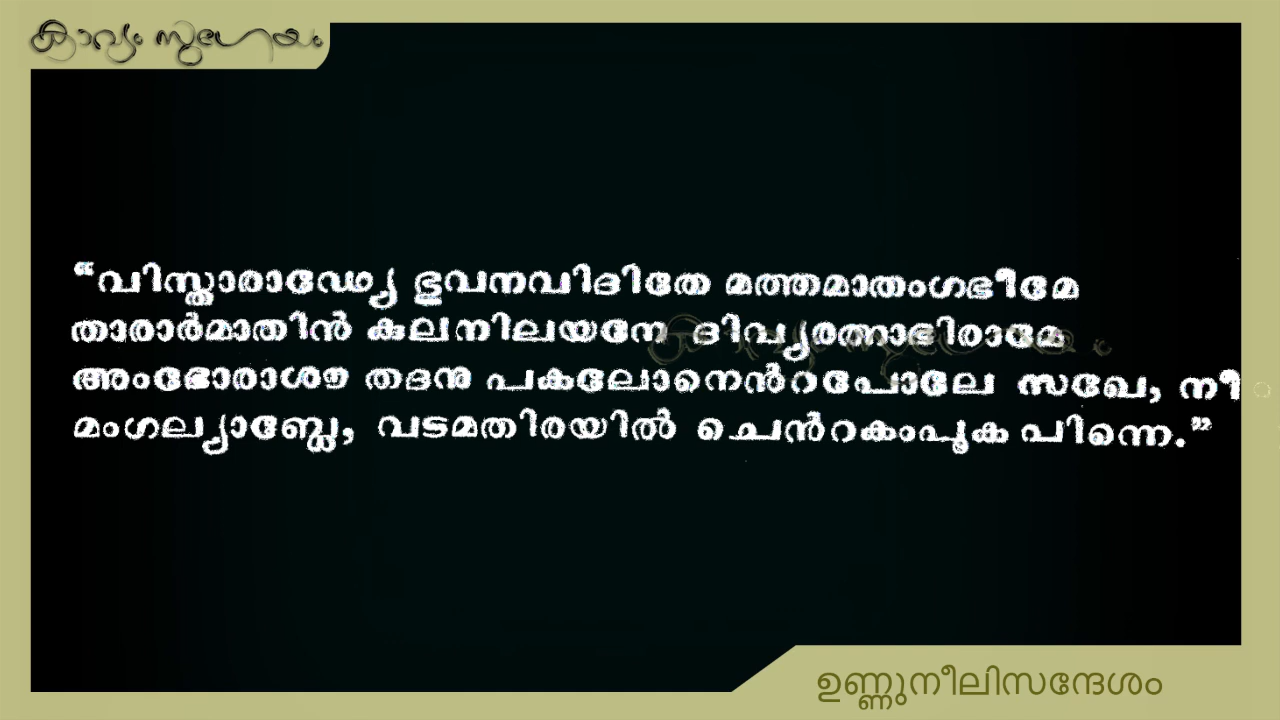 കാവ്യം സുഗേയം
“വിസ്താരാഢ്യേ ഭുവനവിദിതേ മത്തമാതംഗഭീമേ
താരാർമാതിൻ കുലനിലയനേ ദിവ്യരത്നാഭിരാമേ
അംഭോരാശൗ തദനു പകലോനെൻറപോലേ സഖേ, നീ
മംഗല്യാബ്ധേ, വടമതിരയിൽ ചെൻറകംപൂക പിന്നെ.”
ഉണ്ണുനീലിസന്ദേശം